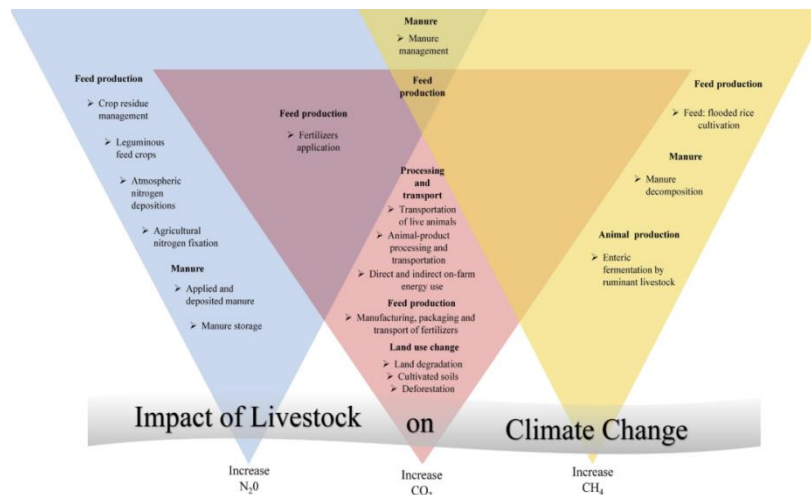 Manure
➢ Manure
management
Feed production
➢ Crop residue
management
➢ Leguminous
feed crops
➢ Atmospheric
nitrogen
depositions
➢ Agricultural
nitrogen fixation
Manure
➢ Applied and
deposited manure
➢ Manure storage
Feed production
➢ Fertilizers
application
Feed
production
Processing
and
transport
➢ Transportation
of live animals
➢ Animal-product
processing and
transportation
➢ Direct and indirect on-farm
energy use
Feed production
➢ Manufacturing, packaging and
transport of fertilizers
Land use change
➢ Land degradation
➢ Cultivated soils
➢ Deforestation
Feed production
➢ Feed: flooded rice
cultivation
Manure
➢ Manure
decomposition
Animal production
➢ Enteric
fermentation by
ruminant livestock
Impact of Livestock on Climate Change
Increase
N₂0
Increase
CO₂
Increase
CH₄